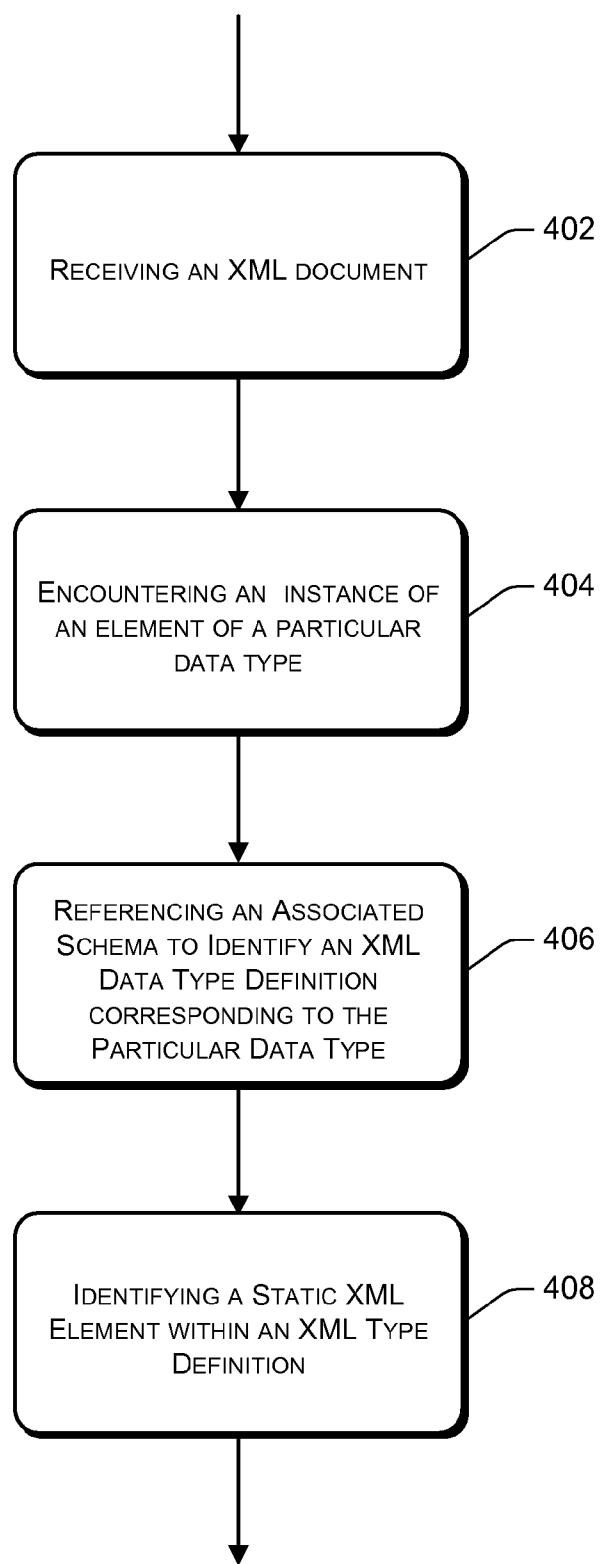 RECEIVING AN XML DOCUMENT
402
ENCOUNTERING AN INSTANCE OF
AN ELEMENT OF A PARTICULAR
DATA TYPE
404
REFERENCING AN ASSOCIATED
SCHEMA TO IDENTIFY AN XML
DATA TYPE DEFINITION
CORRESPONDING TO THE
PARTICULAR DATA TYPE
406
IDENTIFYING A STATIC XML
ELEMENT WITHIN AN XML TYPE
DEFINITION
408